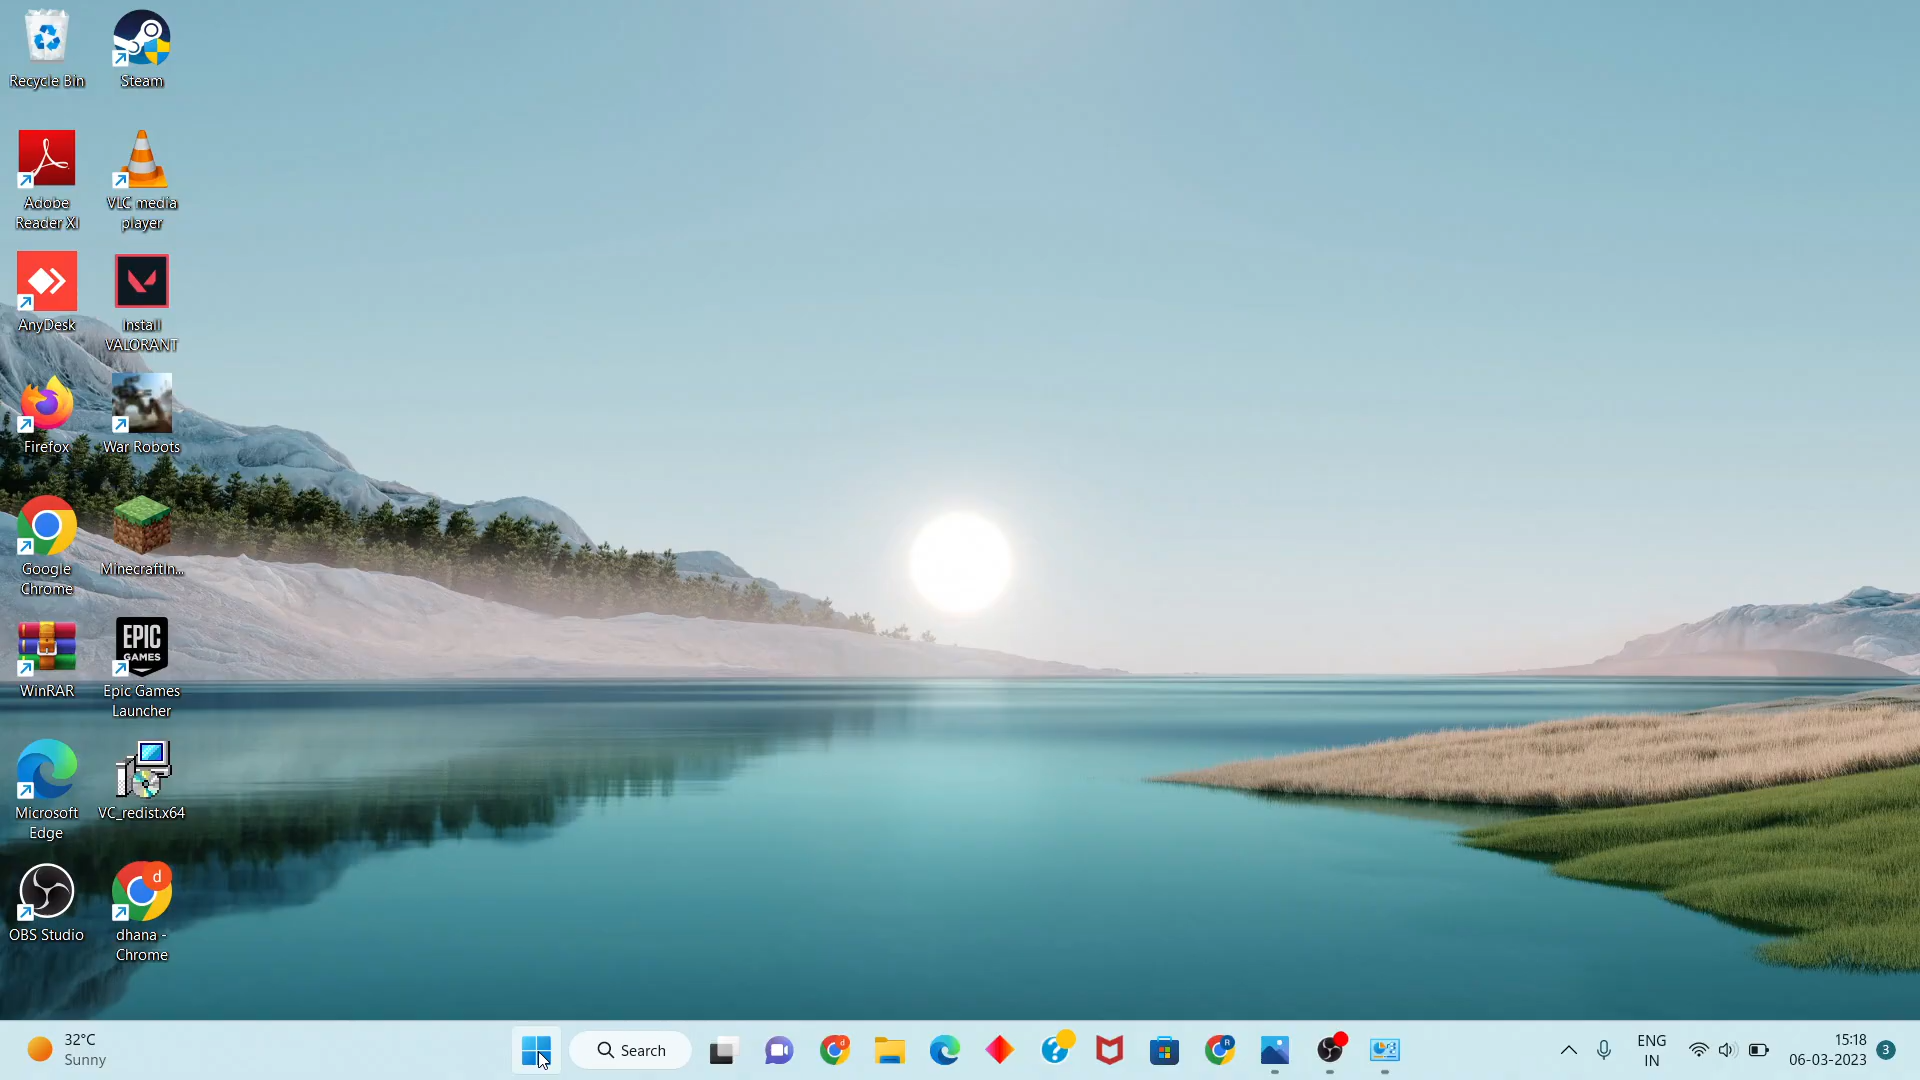 Recycle Bin
Steam
Adobe
Reader XI
VLC media
player
AnyDesk
Install
VALORANT
Firefox
War Robots
Google
Chrome
MinecraftIn...
WinRAR
EPIC
GAMES
Epic Games
Launcher
Microsoft
Edge
VC_redist.x64
OBS Studio
d
dhana -
Chrome
32°C
Sunny
Search
d
R
ENG
IN
15:18
06-03-2023
3